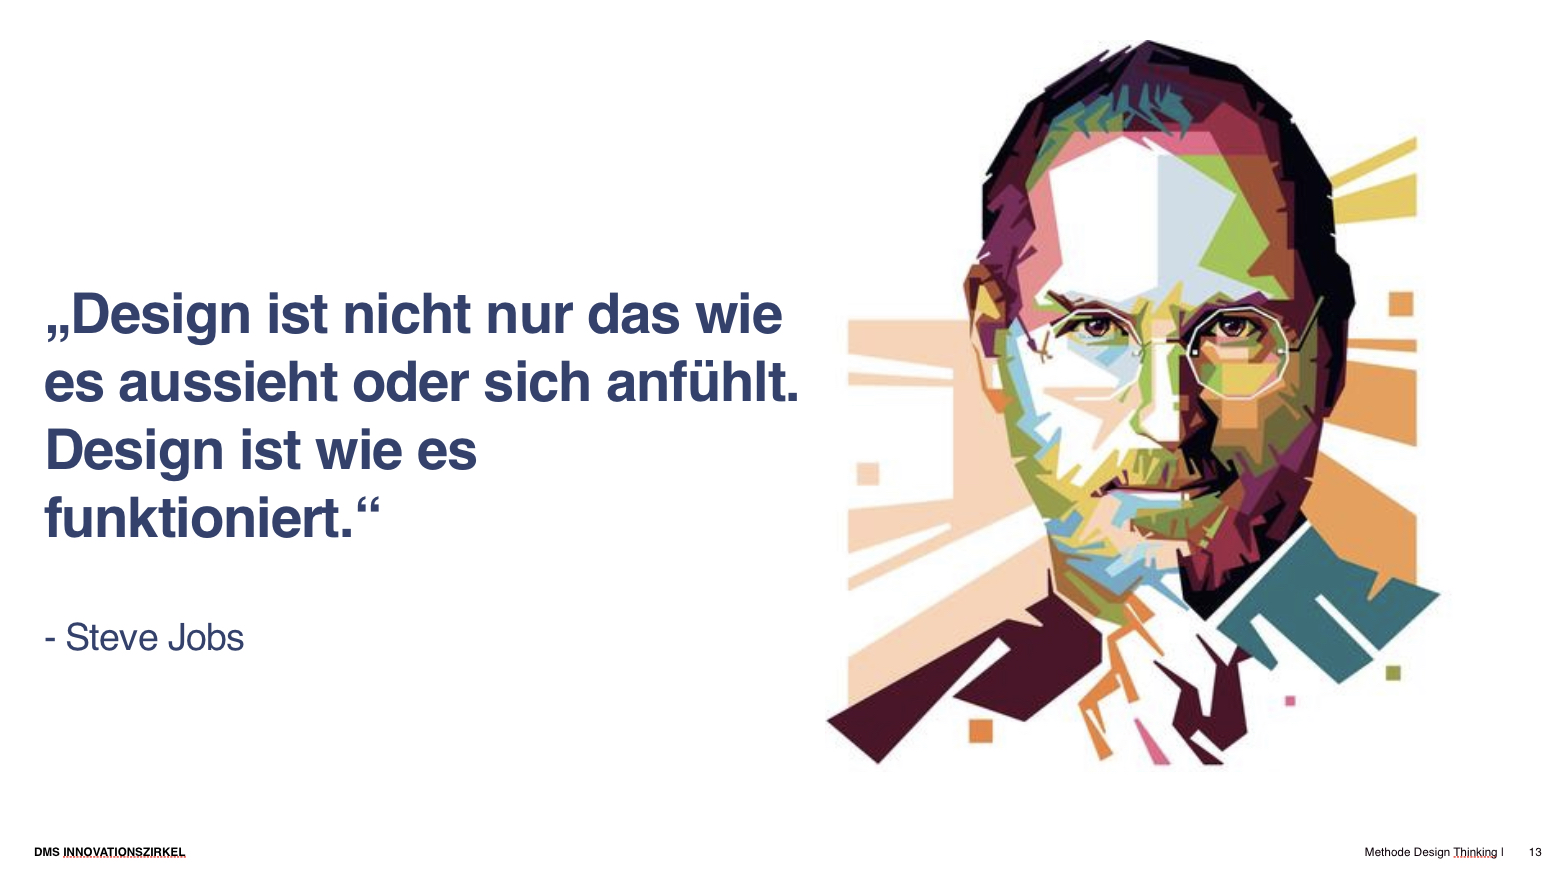 „Design ist nicht nur das wie
es aussieht oder sich anfühlt.
Design ist wie es
funktioniert.“
- Steve Jobs
DMS INNOVATIONSZIRKEL
Methode Design Thinking |
13